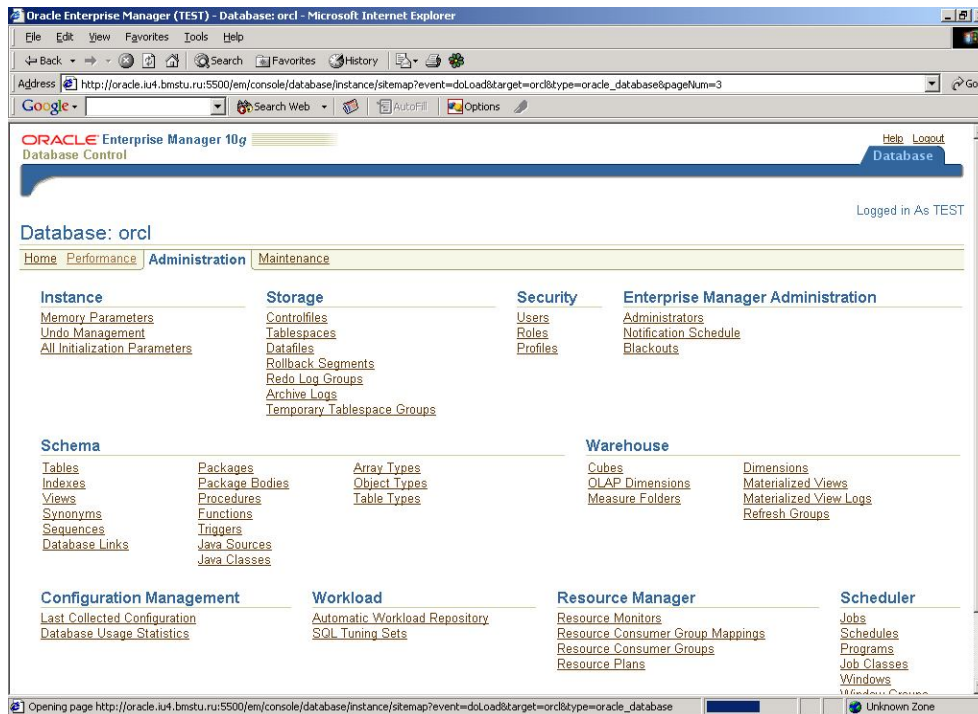 Oracle Enterprise Manager (TEST) - Database: orcl - Microsoft Internet Explorer
File Edit View Favorites Tools Help
Back Search Favorites History
Address http://oracle.iu4.bmstu.ru:5500/em/console/database/instance/sitemap?event=doLoad&target=orcl&type=oracle_database&pageNum=3 Go
Google Search Web AutoFill Options
ORACLE Enterprise Manager 10g
Database Control
Help Logout
Database
Logged in As TEST
Database: orcl
Home Performance Administration Maintenance
Instance
Memory Parameters
Undo Management
All Initialization Parameters
Storage
Controlfiles
Tablespaces
Datafiles
Rollback Segments
Redo Log Groups
Archive Logs
Temporary Tablespace Groups
Security
Users
Roles
Profiles
Enterprise Manager Administration
Administrators
Notification Schedule
Blackouts
Schema
Tables
Indexes
Views
Synonyms
Sequences
Database Links
Packages
Package Bodies
Procedures
Functions
Triggers
Java Sources
Java Classes
Array Types
Object Types
Table Types
Warehouse
Cubes
OLAP Dimensions
Measure Folders
Dimensions
Materialized Views
Materialized View Logs
Refresh Groups
Configuration Management
Last Collected Configuration
Database Usage Statistics
Workload
Automatic Workload Repository
SQL Tuning Sets
Resource Manager
Resource Monitors
Resource Consumer Group Mappings
Resource Consumer Groups
Resource Plans
Scheduler
Jobs
Schedules
Programs
Job Classes
Windows
Window Groups
Opening page http://oracle.iu4.bmstu.ru:5500/em/console/database/instance/sitemap?event=doLoad&target=orcl&type=oracle_database
Unknown Zone